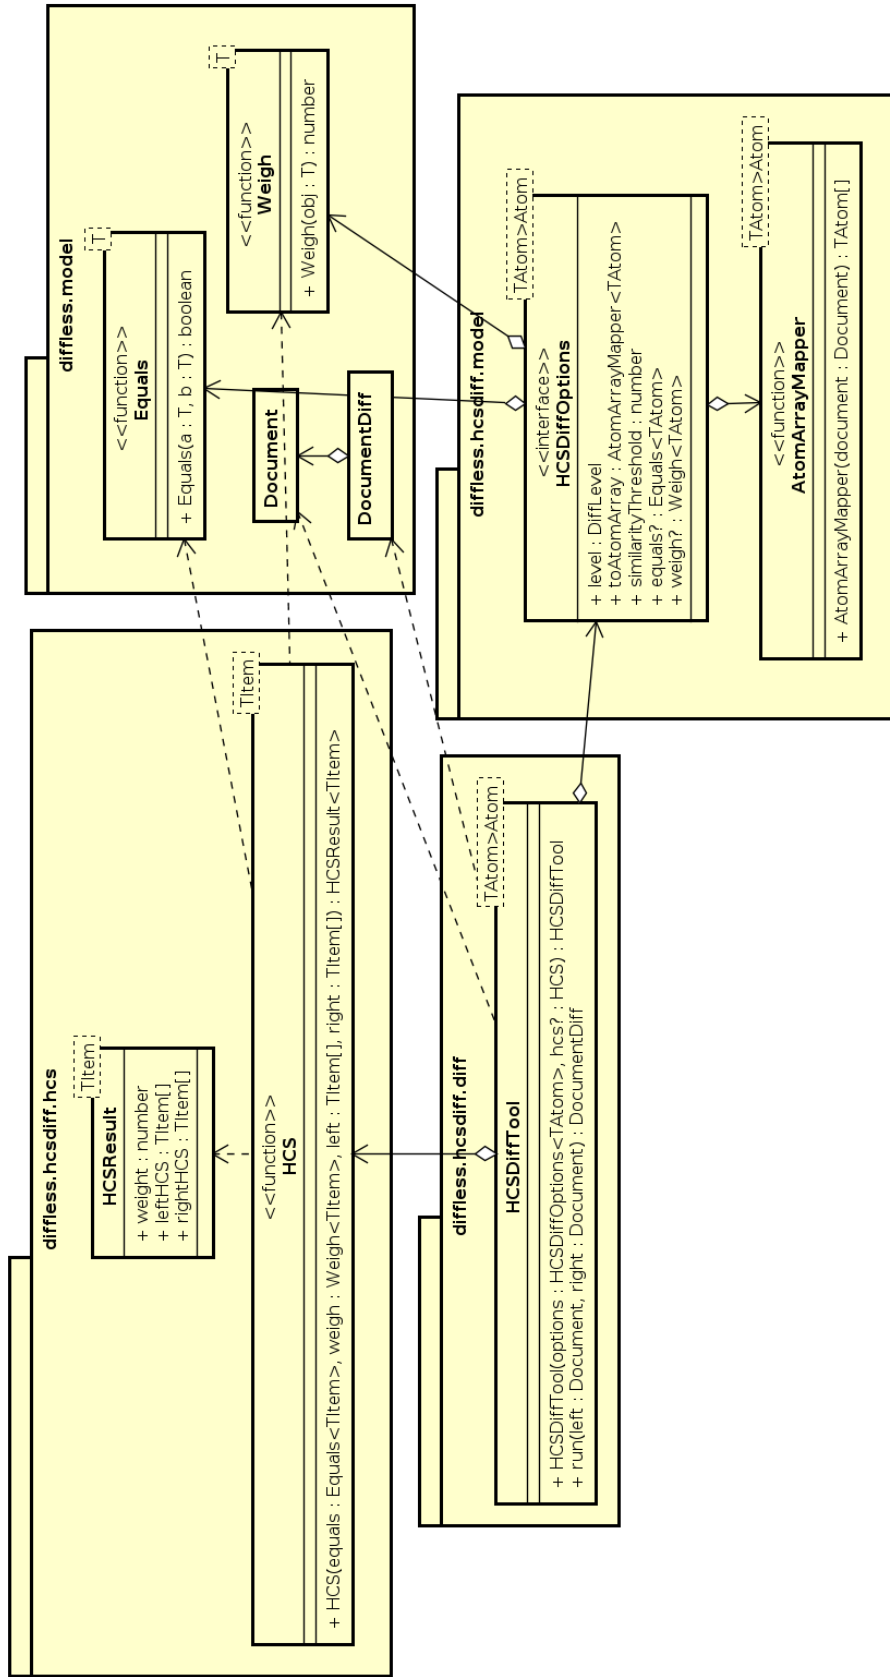 diffless.hcsdiff.hcs
TItem
HCSResult
+ weight : number
+ leftHCS : TItem[]
+ rightHCS : TItem[]
TItem
<<function>>
HCS
+ HCS(equals : Equals<TItem>, weigh : Weigh<TItem>, left : TItem[], right : TItem[]) : HCSResult<TItem>
diffless.model
T
<<function>>
Equals
+ Equals(a : T, b : T) : boolean
T
<<function>>
Weigh
+ Weigh(obj : T) : number
Document
DocumentDiff
diffless.hcsdiff.diff
TAtom>Atom
HCSDiffTool
+ HCSDiffTool(options : HCSDiffOptions<TAtom>, hcs? : HCS) : HCSDiffTool
+ run(left : Document, right : Document) : DocumentDiff
diffless.hcsdiff.model
TAtom>Atom
<<interface>>
HCSDiffOptions
+ level : DiffLevel
+ toAtomArray : AtomArrayMapper<TAtom>
+ similarityThreshold : number
+ equals? : Equals<TAtom>
+ weigh? : Weigh<TAtom>
TAtom>Atom
<<function>>
AtomArrayMapper
+ AtomArrayMapper(document : Document) : TAtom[]